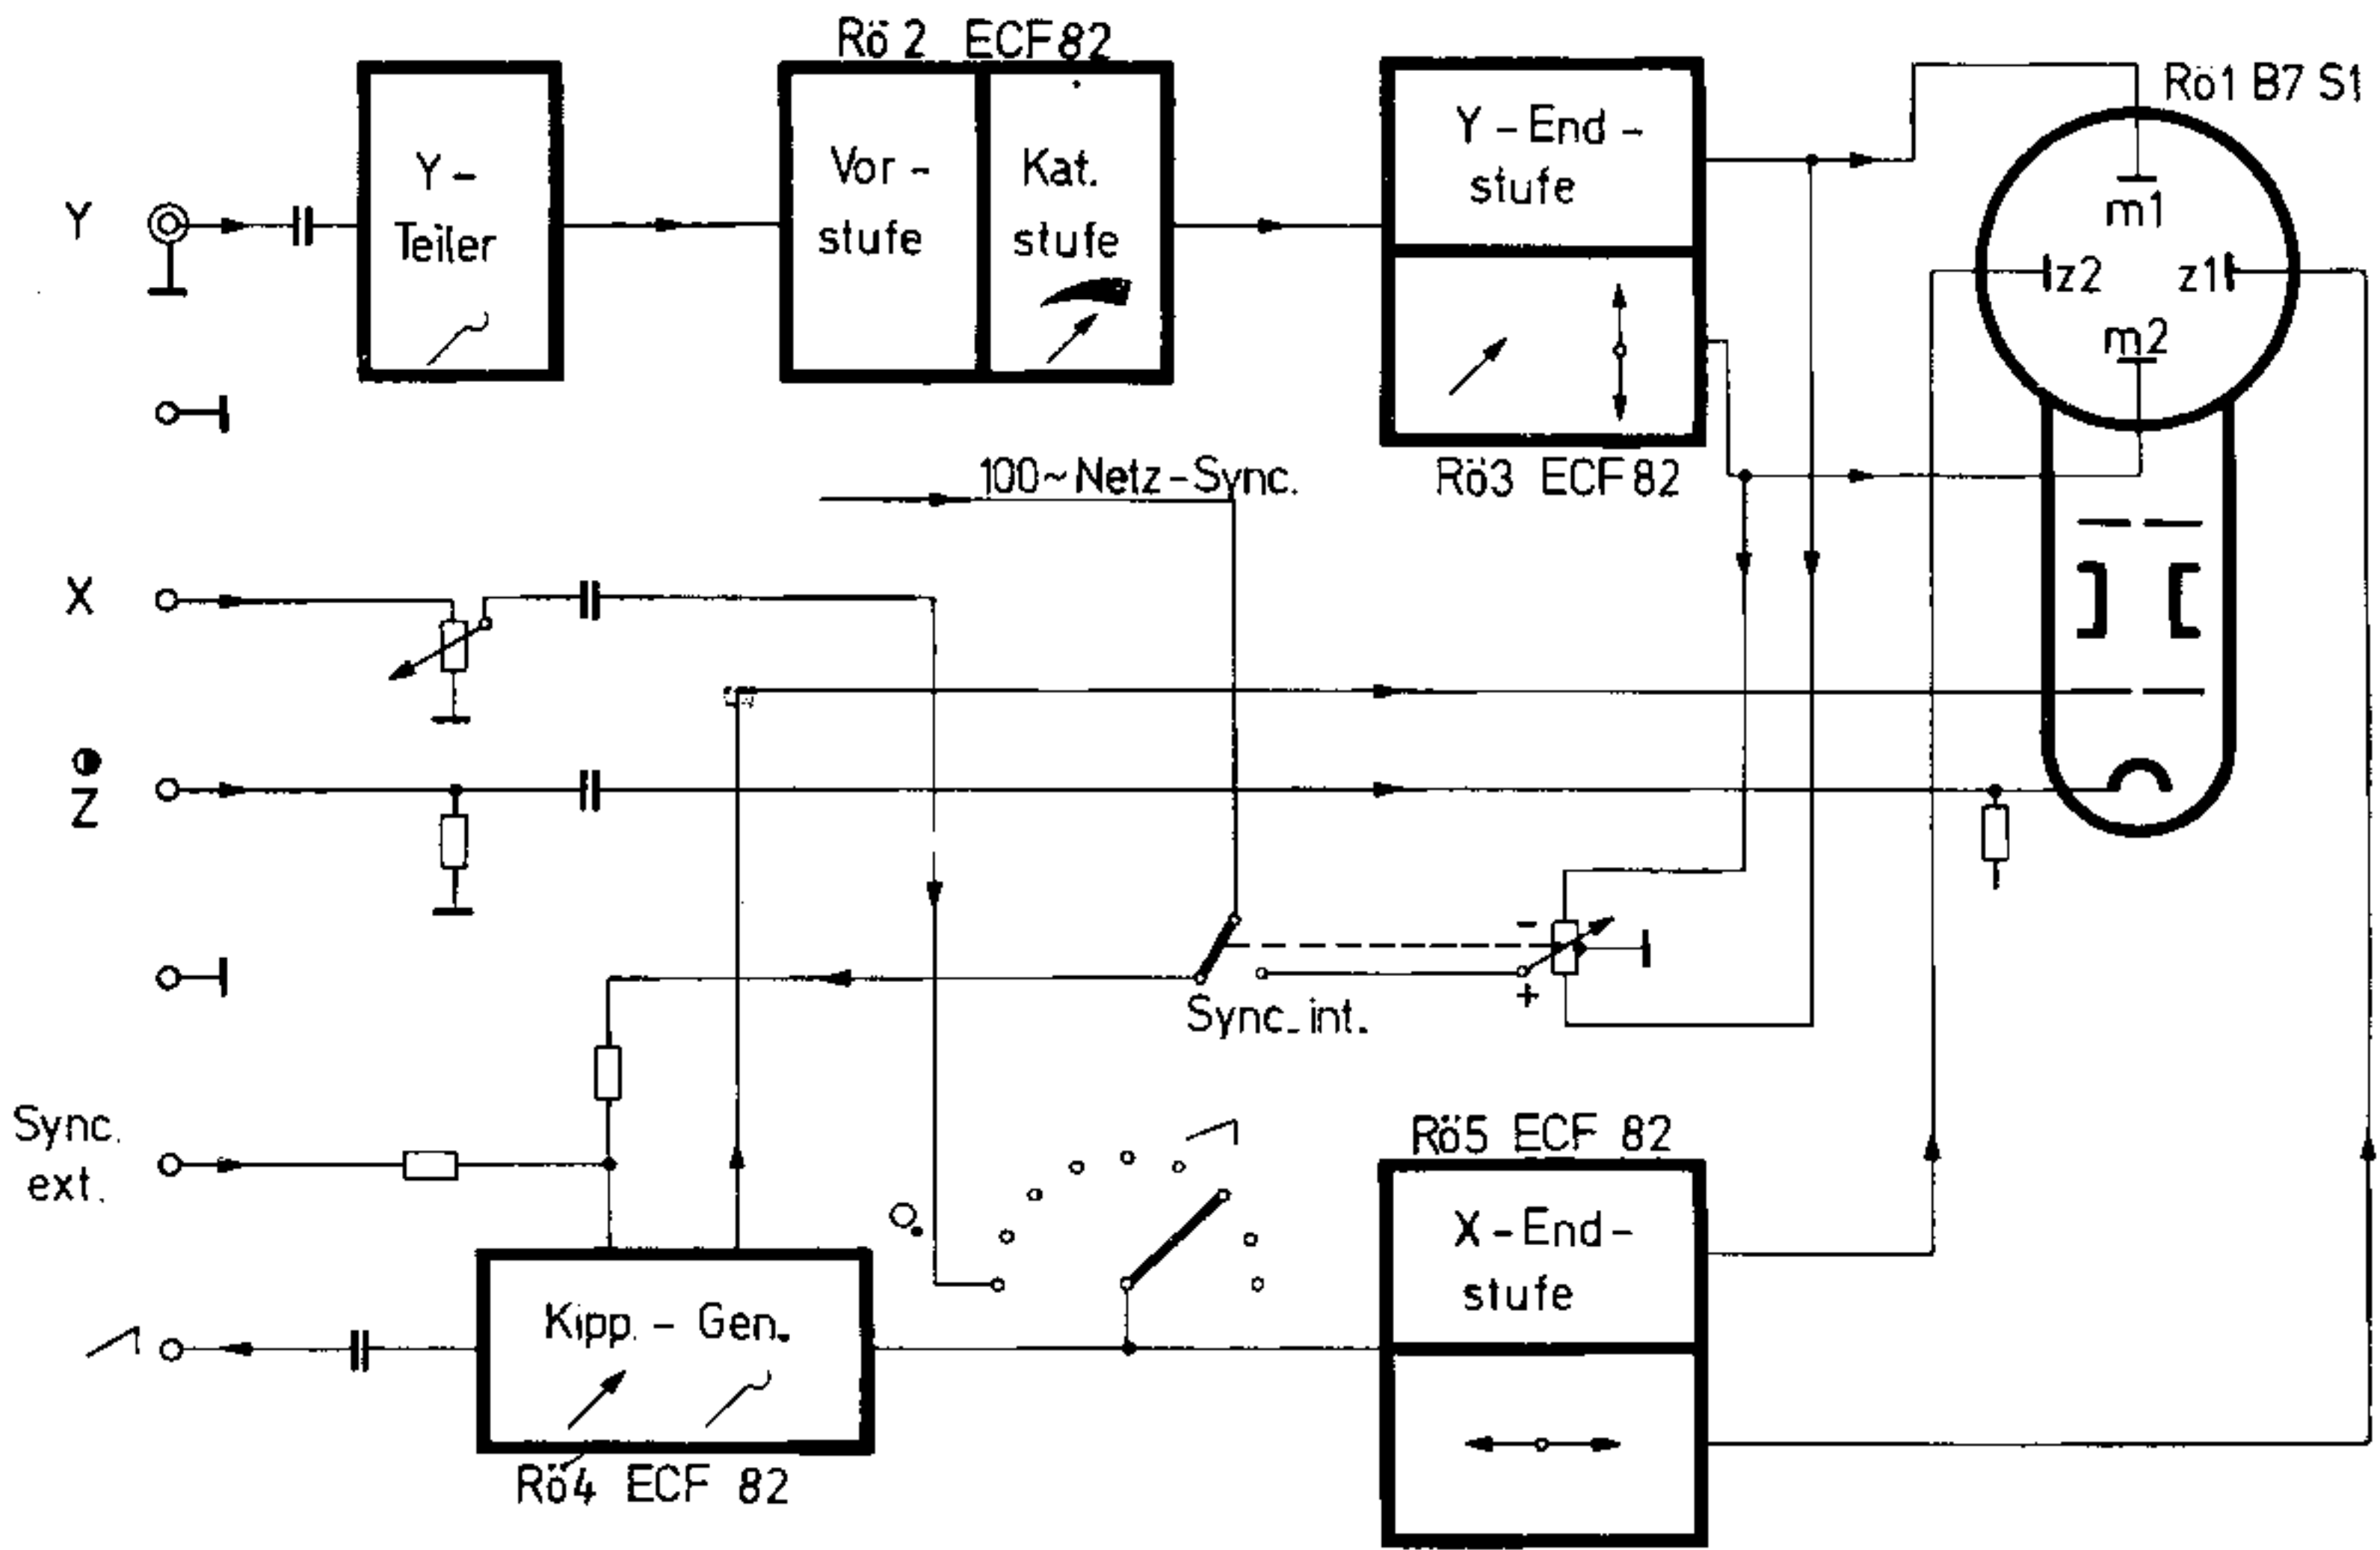 Rö 2 ECF 82
Rö1 B7 S1
Y
Y -
Teiler
Vor -
stufe
Kat.
stufe
Y - End -
stufe
m1
z2
z1
m2
Rö3 ECF 82
100~ Netz - Sync.
X
Z
-
+
Sync. int.
Sync.
ext.
Rö5 ECF 82
X - End -
stufe
Kipp. - Gen.
Rö4 ECF 82